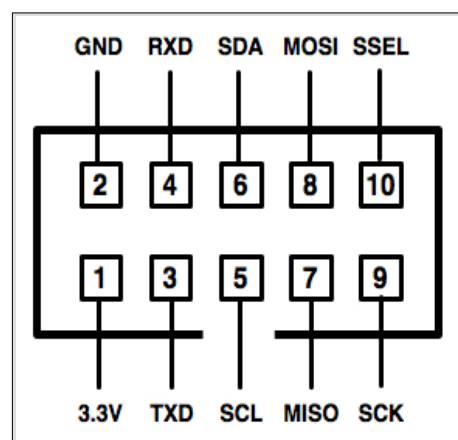 GND RXD SDA MOSI SSEL
2 4 6 8 10
1 3 5 7 9
3.3V TXD SCL MISO SCK